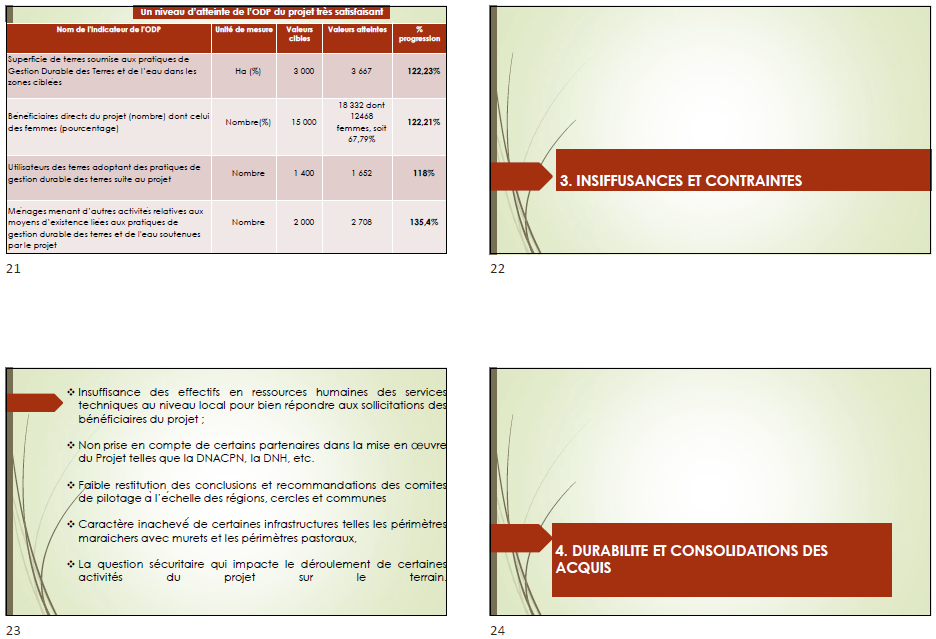 Un niveau d'atteinte de l'ODP du projet très satisfaisant
Nom de l'indicateur de l'ODP Unité de mesure Valeurs cibles Valeurs atteintes % progression
Superficie de terres soumise aux pratiques de
Gestion Durable des Terres et de l'eau dans les
zones ciblées
Ha (%) 3 000 3 667 122,23%
Bénéficiaires directs du projet (nombre) dont celui
des femmes (pourcentage)
Nombre(%) 15 000
18 332 dont
12468
femmes, soit
67,79%
122,21%
Utilisateurs des terres adoptant des pratiques de
gestion durable des terres suite au projet
Nombre 1 400 1 652 118%
Ménages menant d'autres activités relatives aux
moyens d'existence liées aux pratiques de
gestion durable des terres et de l'eau soutenues
par le projet
Nombre 2 000 2 708 135,4%
21
3. INSIFFUSANCES ET CONTRAINTES
22
❖ Insuffisance des effectifs en ressources humaines des services
techniques au niveau local pour bien répondre aux sollicitations des
bénéficiaires du projet ;
❖ Non prise en compte de certains partenaires dans la mise en œuvre
du Projet telles que la DNACPN, la DNH, etc.
❖ Faible restitution des conclusions et recommandations des comités
de pilotage à l'échelle des régions, cercles et communes
❖ Caractère inachevé de certaines infrastructures telles les périmètres
maraichers avec murets et les périmètres pastoraux,
❖ La question sécuritaire qui impacte le déroulement de certaines
activités du projet sur le terrain.
23
4. DURABILITE ET CONSOLIDATIONS DES
ACQUIS
24